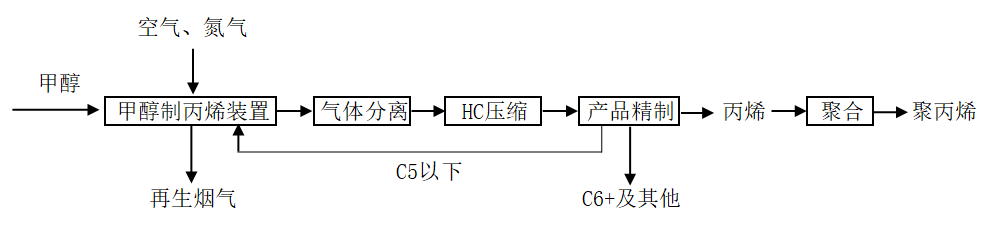 空气、氮气
甲醇
甲醇制丙烯装置
气体分离
HC压缩
产品精制
丙烯
聚合
聚丙烯
C5以下
再生烟气
C6+及其他